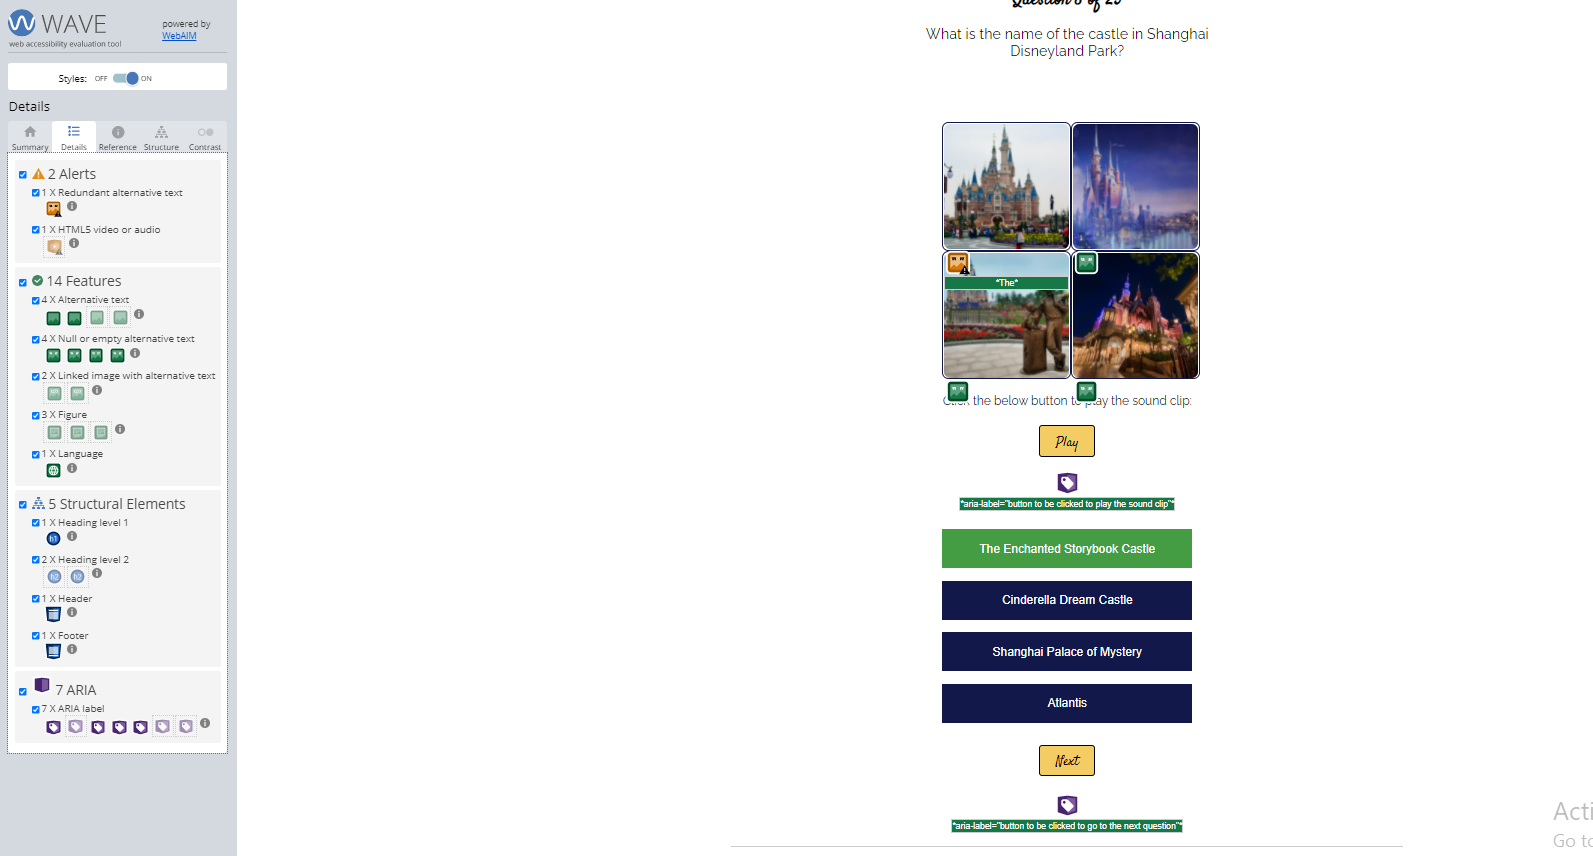 WAVE
web accessibility evaluation tool
powered by
WebAIM
Styles: OFF ON
Details
Summary Details Reference Structure Contrast
2 Alerts
1 X Redundant alternative text
1 X HTML5 video or audio
14 Features
4 X Alternative text
4 X Null or empty alternative text
2 X Linked image with alternative text
3 X Figure
1 X Language
5 Structural Elements
1 X Heading level 1
h1
2 X Heading level 2
h2 h2
1 X Header
1 X Footer
7 ARIA
7 X ARIA label
What is the name of the castle in Shanghai
Disneyland Park?
*The*
Click the below button to play the sound clip:
Play
*aria-label="button to be clicked to play the sound clip"*
The Enchanted Storybook Castle
Cinderella Dream Castle
Shanghai Palace of Mystery
Atlantis
Next
*aria-label="button to be clicked to go to the next question"*
Acti
Go to